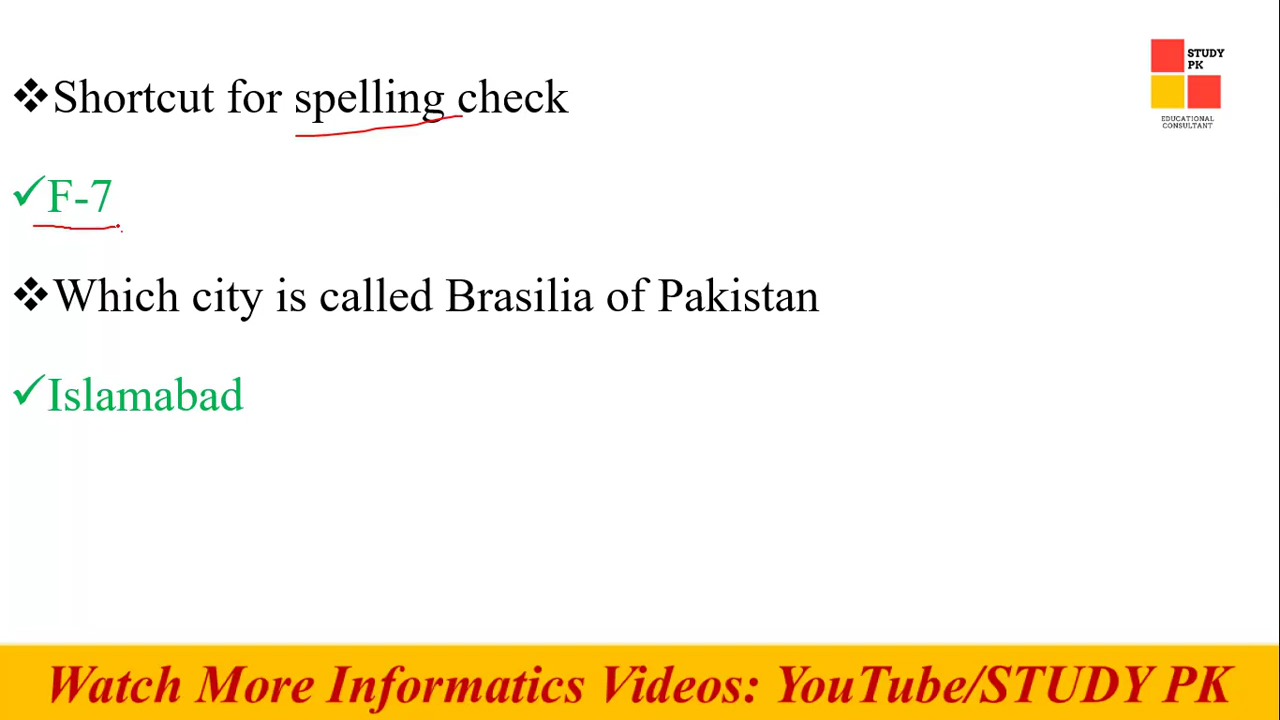 ❖Shortcut for spelling check
✓F-7
❖Which city is called Brasilia of Pakistan
✓Islamabad
STUDY
PK
EDUCATIONAL
CONSULTANT
Watch More Informatics Videos: YouTube/STUDY PK